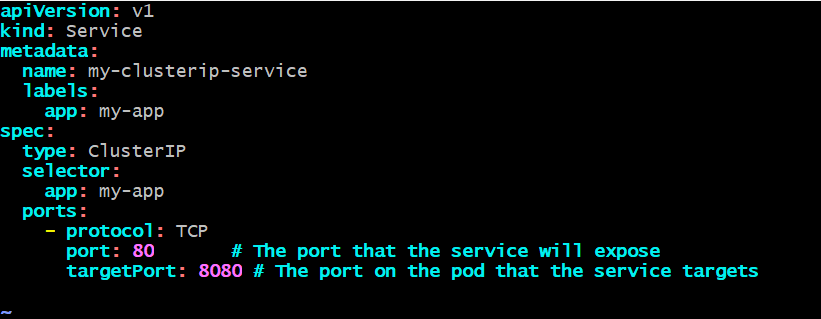 apiVersion: v1
kind: Service
metadata:
  name: my-clusterip-service
  labels:
    app: my-app
spec:
  type: ClusterIP
  selector:
    app: my-app
  ports:
    - protocol: TCP
      port: 80       # The port that the service will expose
      targetPort: 8080 # The port on the pod that the service targets
~